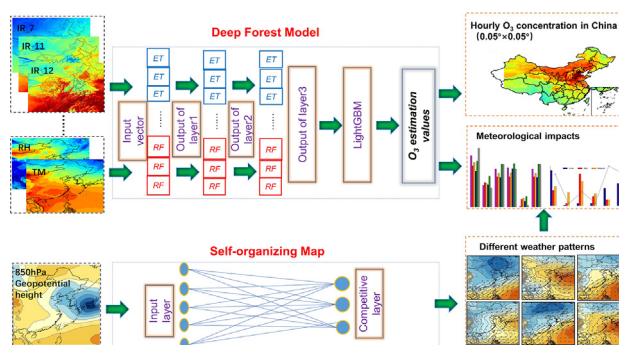 Deep Forest Model
IR_7
IR-11
IR_12
RH
TM
Input vector
ET
ET
ET
......
RF
RF
RF
Output of layer1
ET
ET
ET
......
RF
RF
RF
Output of layer2
ET
ET
ET
......
RF
RF
RF
Output of layer3
LightGBM
O₃ estimation
values
Hourly O₃ concentration in China
(0.05°×0.05°)
Meteorological impacts
Self-organizing Map
850hPa
Geopotential
height
Input
layer
Competitive
layer
Different weather patterns